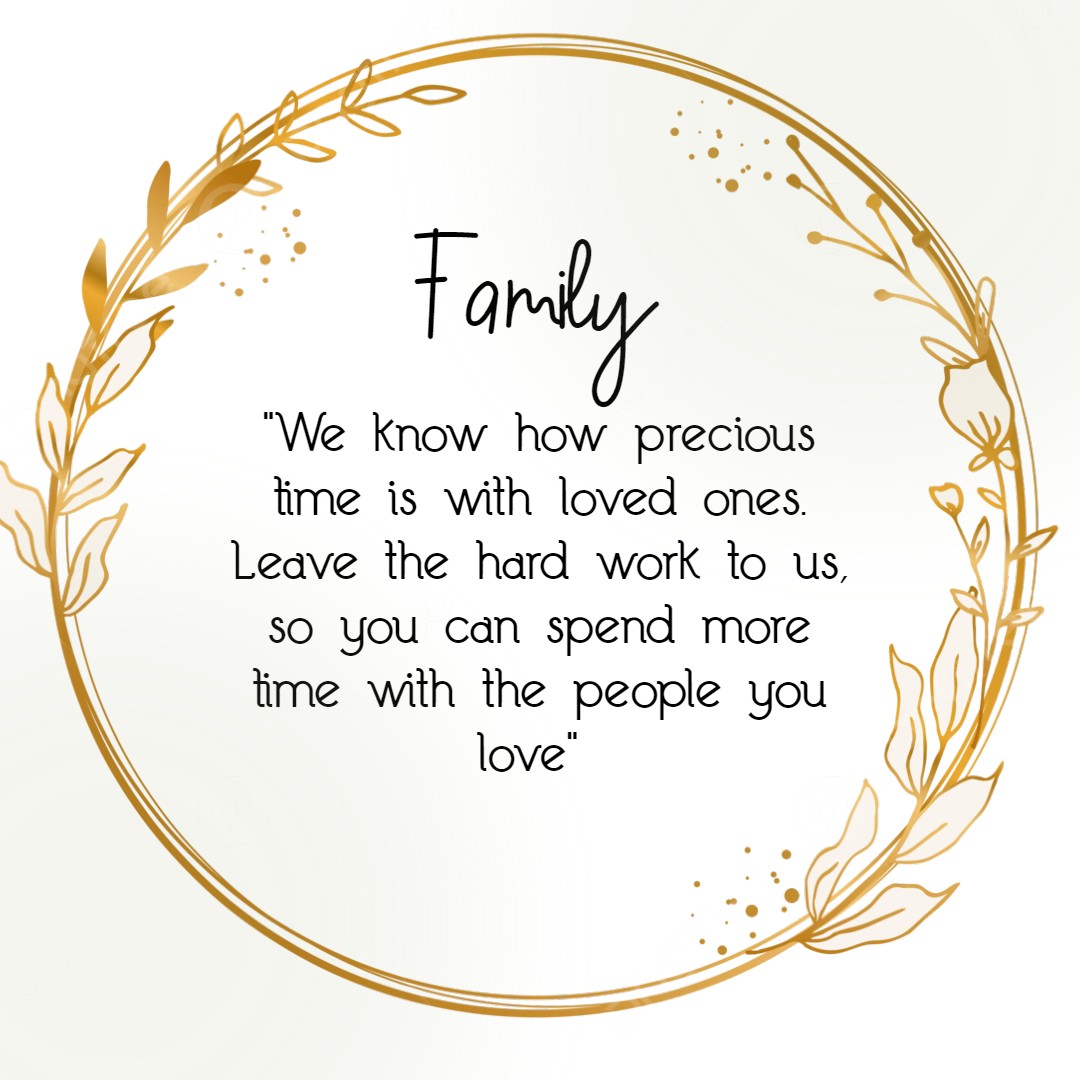 Family
"We know how precious
time is with loved ones.
Leave the hard work to us,
so you can spend more
time with the people you
love"